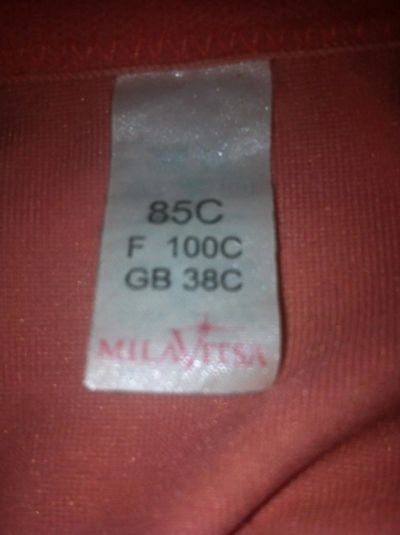 85C
F 100C
GB 38C
MILAVITSA